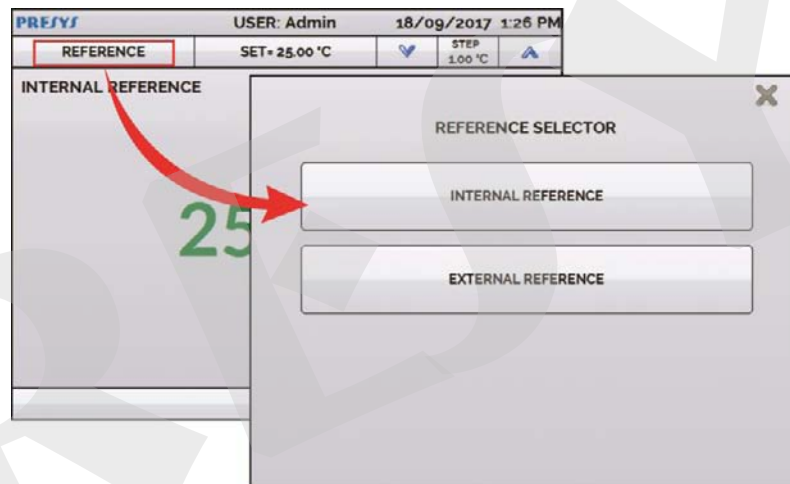 PRESYS USER: Admin 18/09/2017 1:26 PM
REFERENCE SET= 25.00 °C STEP
1.00 °C
INTERNAL REFERENCE
25
REFERENCE SELECTOR
INTERNAL REFERENCE
EXTERNAL REFERENCE